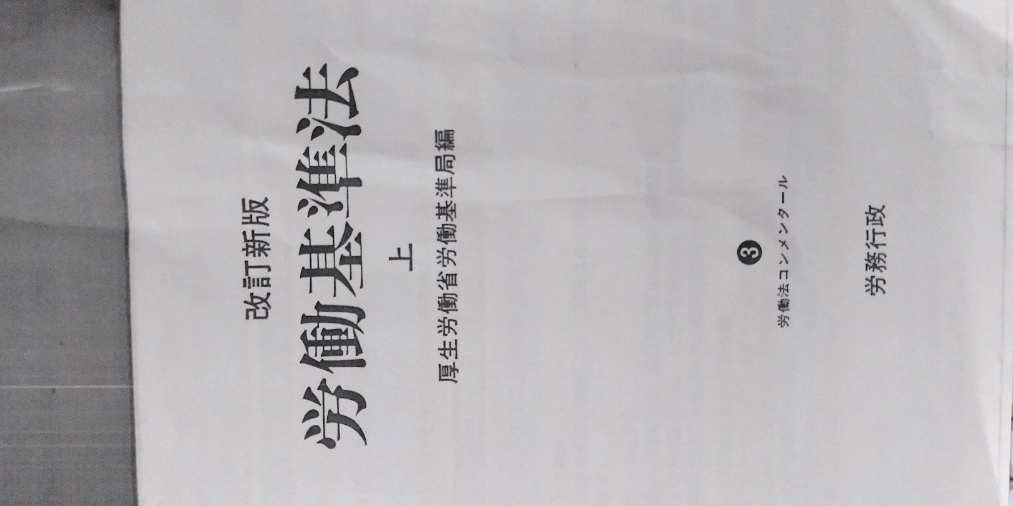 改訂新版
労働基準法
上
厚生労働省労働基準局編
❸
労働法コンメンタール
労務行政